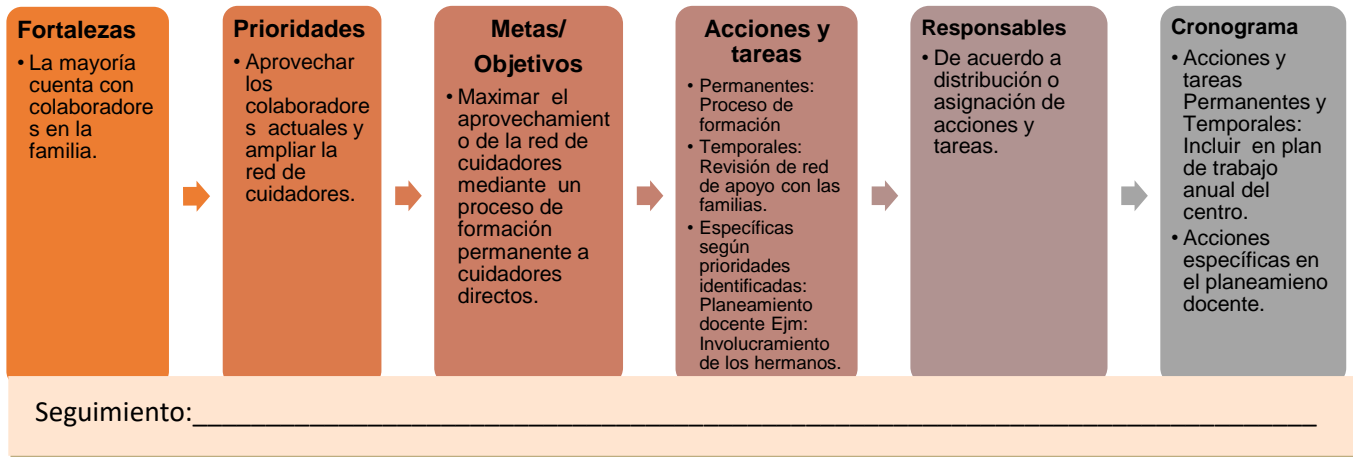 Fortalezas
• La mayoría
cuenta con
colaboradore
s en la
familia.
Prioridades
• Aprovechar
los
colaboradore
s actuales y
ampliar la
red de
cuidadores.
Metas/
Objetivos
• Maximar el
aprovechamient
o de la red de
cuidadores
mediante un
proceso de
formación
permanente a
cuidadores
directos.
Acciones y
tareas
• Permanentes:
Proceso de
formación
• Temporales:
Revisión de red
de apoyo con las
familias.
• Específicas
según
prioridades
identificadas:
Planeamiento
docente Ejm:
Involucramiento
de los hermanos.
Responsables
• De acuerdo a
distribución o
asignación de
acciones y
tareas.
Cronograma
• Acciones y
tareas
Permanentes y
Temporales:
Incluir en plan
de trabajo
anual del
centro.
• Acciones
específicas en
el planeamieno
docente.
Seguimiento:______________________________________________________________________________